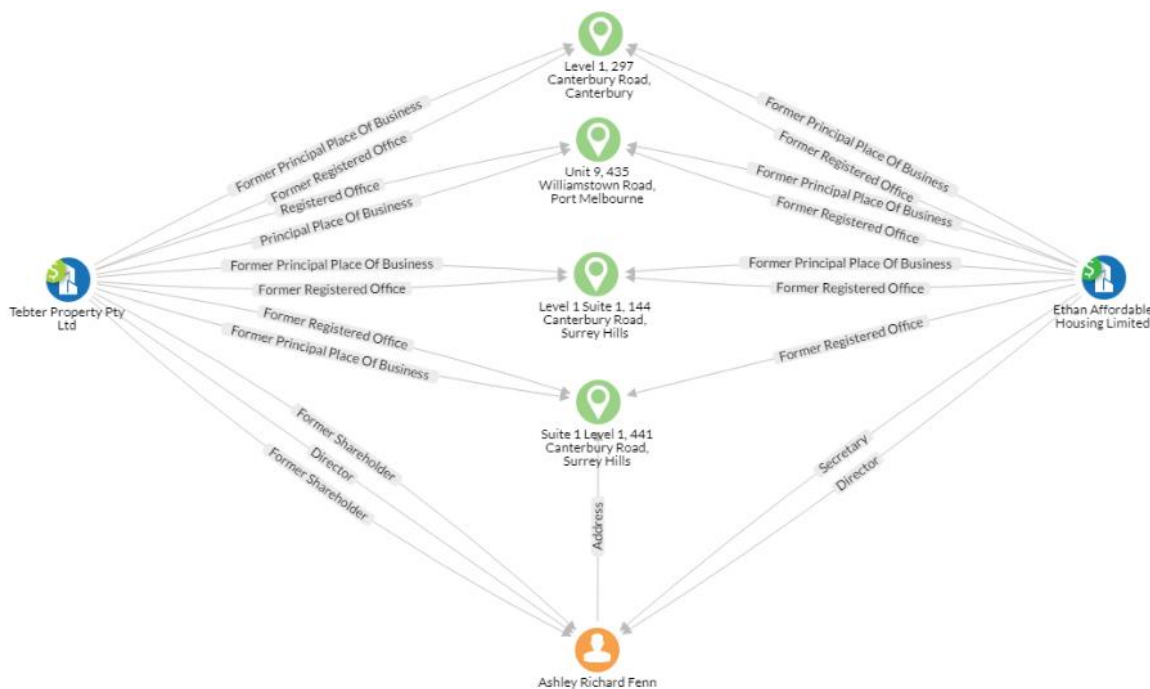 Level 1, 297
Canterbury Road,
Canterbury
Former Principal Place Of Business
Former Registered Office
Former Principal Place Of Business
Former Registered Office
Unit 9, 435
Williamstown Road,
Port Melbourne
Registered Office
Principal Place Of Business
Former Principal Place Of Business
Former Registered Office
Tebter Property Pty
Ltd
Former Principal Place Of Business
Former Registered Office
Level 1 Suite 1, 144
Canterbury Road,
Surrey Hills
Former Principal Place Of Business
Former Registered Office
Ethan Affordable
Housing Limited
Former Registered Office
Former Principal Place Of Business
Former Registered Office
Suite 1 Level 1, 441
Canterbury Road,
Surrey Hills
Former Shareholder
Director
Former Shareholder
Address
Secretary
Director
Ashley Richard Fenn